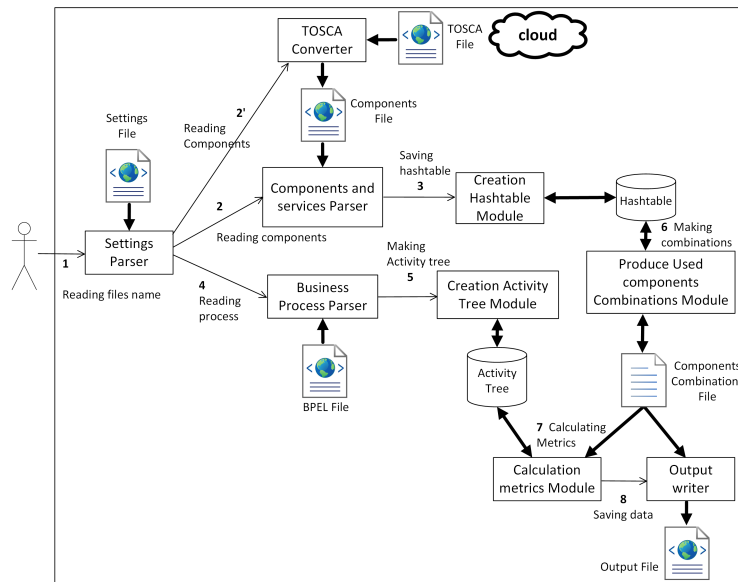 TOSCA
Converter
TOSCA
File
cloud
Settings
File
2'
Reading
Components
Components
File
Saving
hashtable
3
Components and
services Parser
Creation
Hashtable
Module
Hashtable
2
Reading components
6 Making
combinations
1
Settings
Parser
Reading files name
4
Reading
process
Business
Process Parser
Making
Activity tree
5
Creation Activity
Tree Module
Produce Used
components
Combinations Module
BPEL File
Activity
Tree
Components
Combination
File
7 Calculating
Metrics
Calculation
metrics Module
8
Saving data
Output
writer
Output File